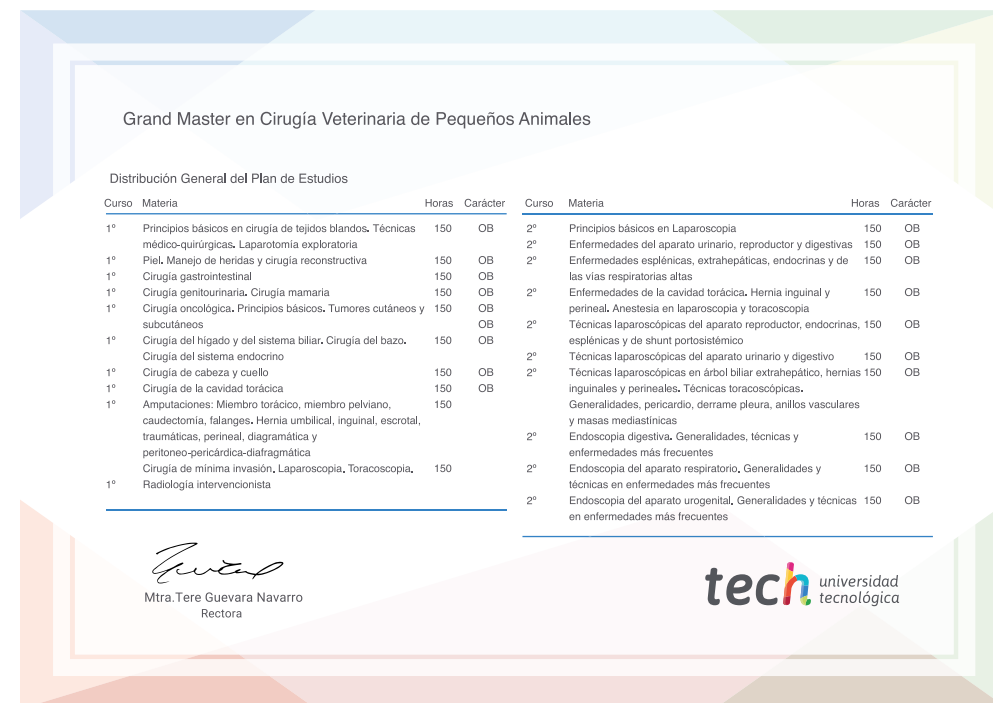 Grand Master en Cirugía Veterinaria de Pequeños Animales
Distribución General del Plan de Estudios
Curso Materia Horas Carácter
1º Principios básicos en cirugía de tejidos blandos. Técnicas 150 OB
médico-quirúrgicas. Laparotomía exploratoria
1º Piel. Manejo de heridas y cirugía reconstructiva 150 OB
1º Cirugía gastrointestinal 150 OB
1º Cirugía genitourinaria. Cirugía mamaria 150 OB
1º Cirugía oncológica. Principios básicos. Tumores cutáneos y 150 OB
subcutáneos OB
1º Cirugía del hígado y del sistema biliar. Cirugía del bazo. 150 OB
Cirugía del sistema endocrino
1º Cirugía de cabeza y cuello 150 OB
1º Cirugía de la cavidad torácica 150 OB
1º Amputaciones: Miembro torácico, miembro pelviano, 150
caudectomía, falanges. Hernia umbilical, inguinal, escrotal,
traumáticas, perineal, diagramática y
peritoneo-pericárdica-diafragmática
Cirugía de mínima invasión. Laparoscopia. Toracoscopia. 150
1º Radiología intervencionista
Curso Materia Horas Carácter
2º Principios básicos en Laparoscopia 150 OB
2º Enfermedades del aparato urinario, reproductor y digestivas 150 OB
2º Enfermedades esplénicas, extrahepáticas, endocrinas y de 150 OB
las vías respiratorias altas
2º Enfermedades de la cavidad torácica. Hernia inguinal y 150 OB
perineal. Anestesia en laparoscopia y toracoscopia
2º Técnicas laparoscópicas del aparato reproductor, endocrinas, 150 OB
esplénicas y de shunt portosistémico
2º Técnicas laparoscópicas del aparato urinario y digestivo 150 OB
2º Técnicas laparoscópicas en árbol biliar extrahepático, hernias 150 OB
inguinales y perineales. Técnicas toracoscópicas.
Generalidades, pericardio, derrame pleura, anillos vasculares
y masas mediastínicas
2º Endoscopia digestiva. Generalidades, técnicas y 150 OB
enfermedades más frecuentes
2º Endoscopia del aparato respiratorio. Generalidades y 150 OB
técnicas en enfermedades más frecuentes
2º Endoscopia del aparato urogenital. Generalidades y técnicas 150 OB
en enfermedades más frecuentes
Mtra.Tere Guevara Navarro
Rectora
tech universidad
tecnológica